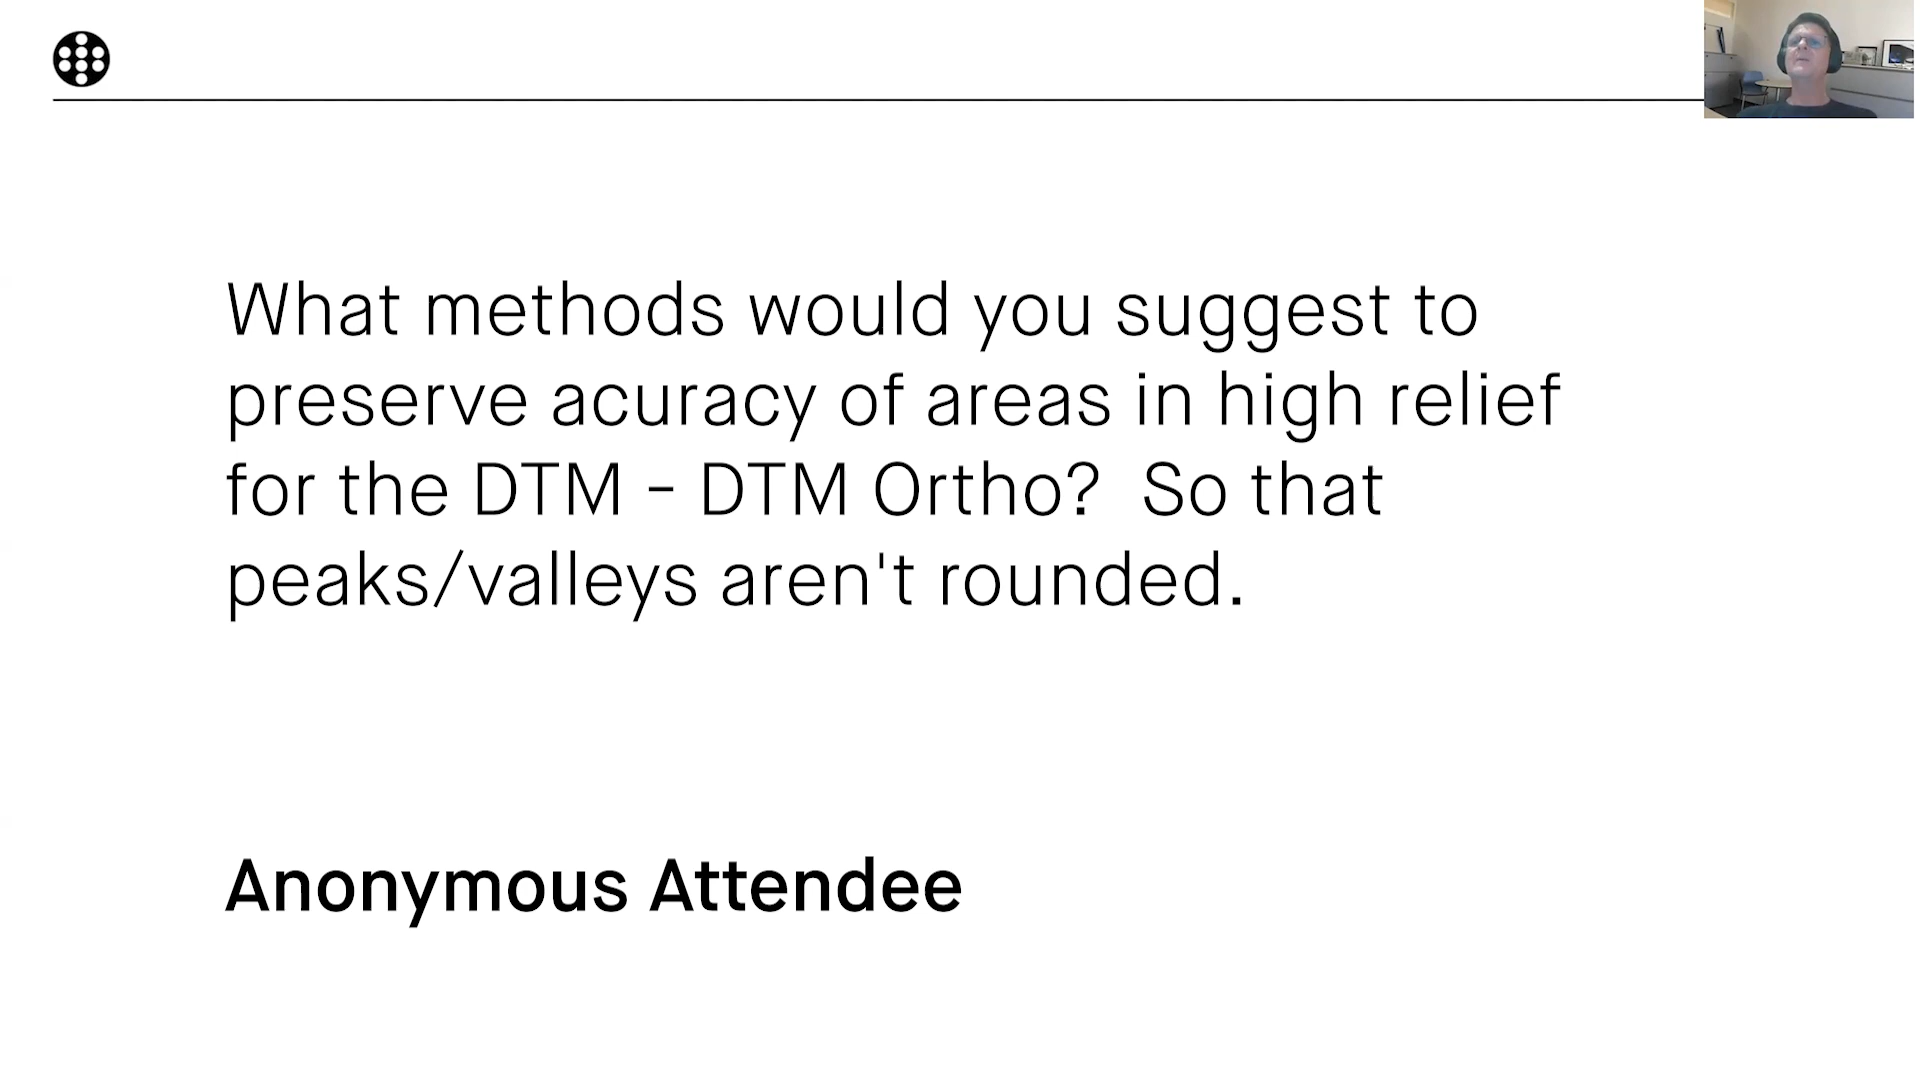 What methods would you suggest to
preserve acuracy of areas in high relief
for the DTM - DTM Ortho?  So that
peaks/valleys aren't rounded.
Anonymous Attendee